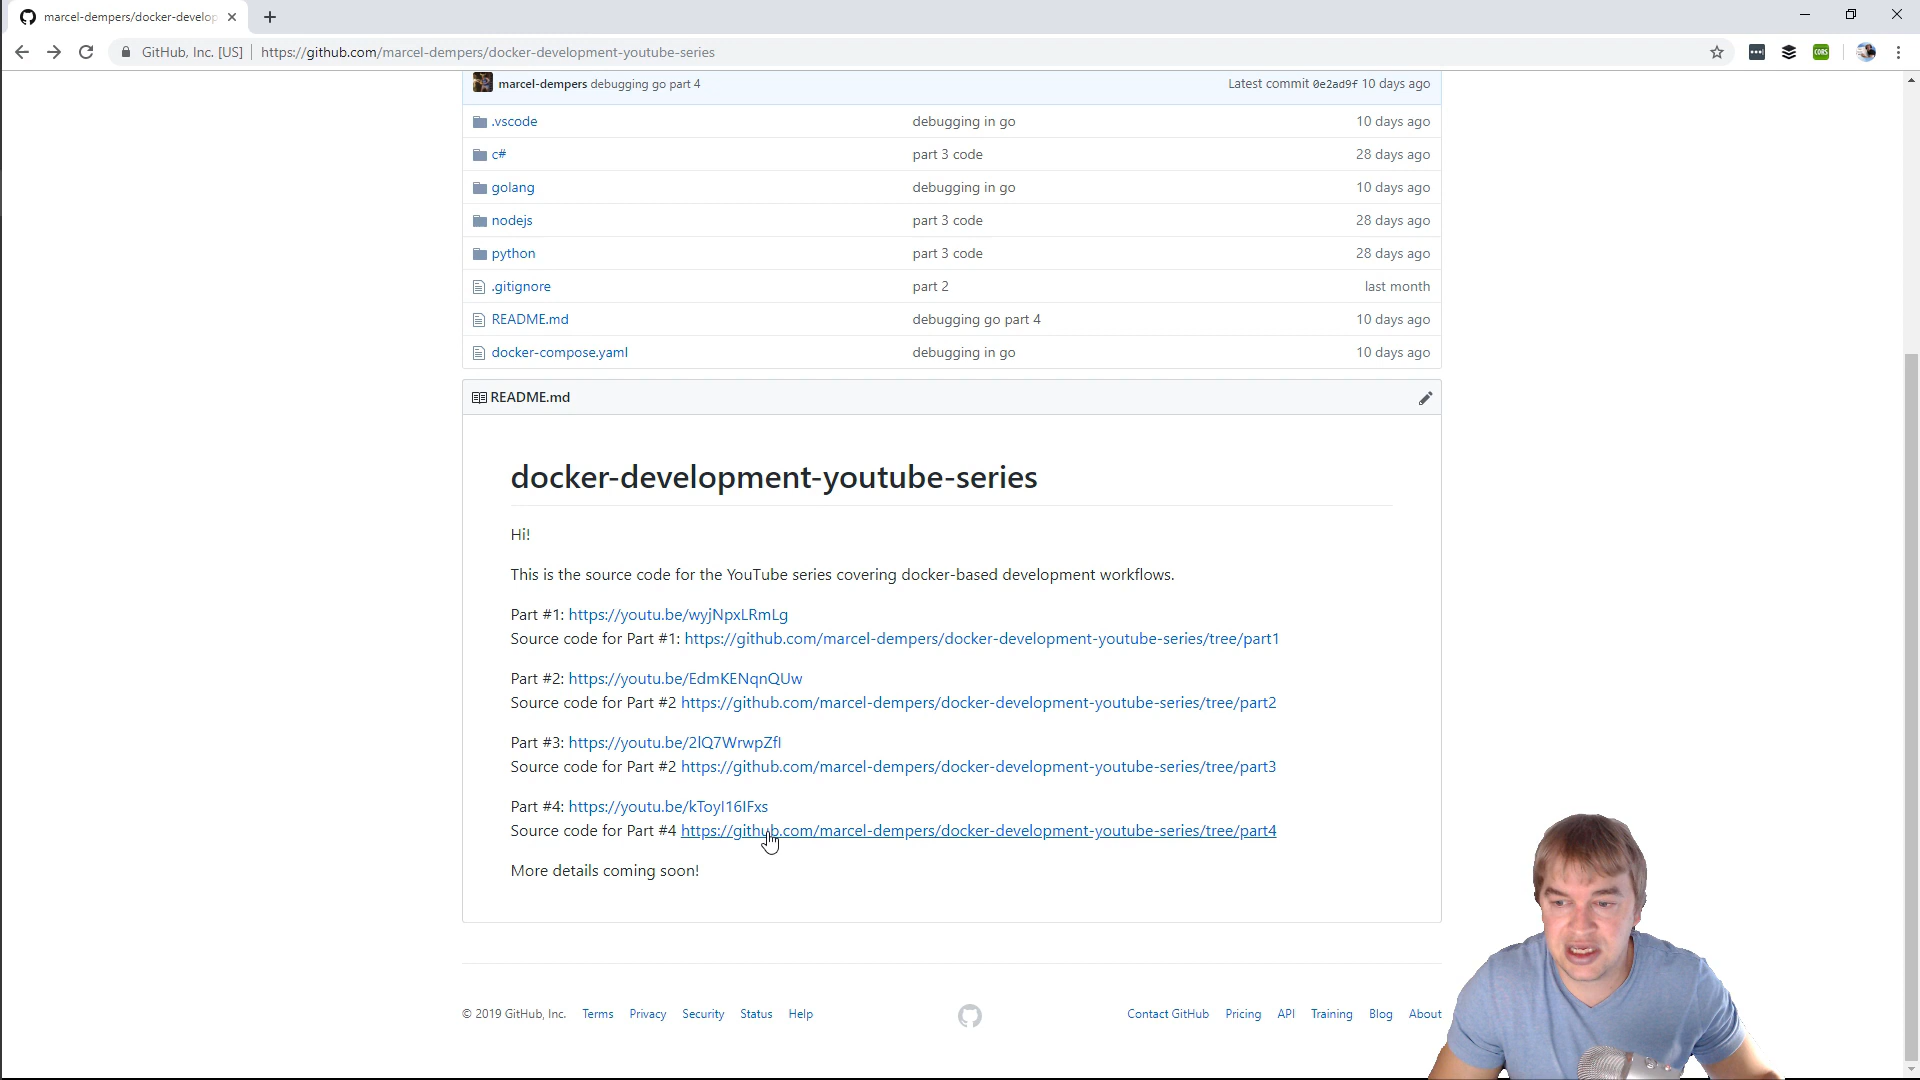 marcel-dempers/docker-develop
GitHub, Inc. [US] https://github.com/marcel-dempers/docker-development-youtube-series
CORS
marcel-dempers debugging go part 4 Latest commit 0e2ad9f 10 days ago
.vscode debugging in go 10 days ago
c# part 3 code 28 days ago
golang debugging in go 10 days ago
nodejs part 3 code 28 days ago
python part 3 code 28 days ago
.gitignore part 2 last month
README.md debugging go part 4 10 days ago
docker-compose.yaml debugging in go 10 days ago
README.md
docker-development-youtube-series
Hi!
This is the source code for the YouTube series covering docker-based development workflows.
Part #1: https://youtu.be/wyjNpxLRmLg
Source code for Part #1: https://github.com/marcel-dempers/docker-development-youtube-series/tree/part1
Part #2: https://youtu.be/EdmKENqnQUw
Source code for Part #2 https://github.com/marcel-dempers/docker-development-youtube-series/tree/part2
Part #3: https://youtu.be/2lQ7WrwpZfI
Source code for Part #2 https://github.com/marcel-dempers/docker-development-youtube-series/tree/part3
Part #4: https://youtu.be/kToyI16IFxs
Source code for Part #4 https://github.com/marcel-dempers/docker-development-youtube-series/tree/part4
More details coming soon!
© 2019 GitHub, Inc. Terms Privacy Security Status Help Contact GitHub Pricing API Training Blog About